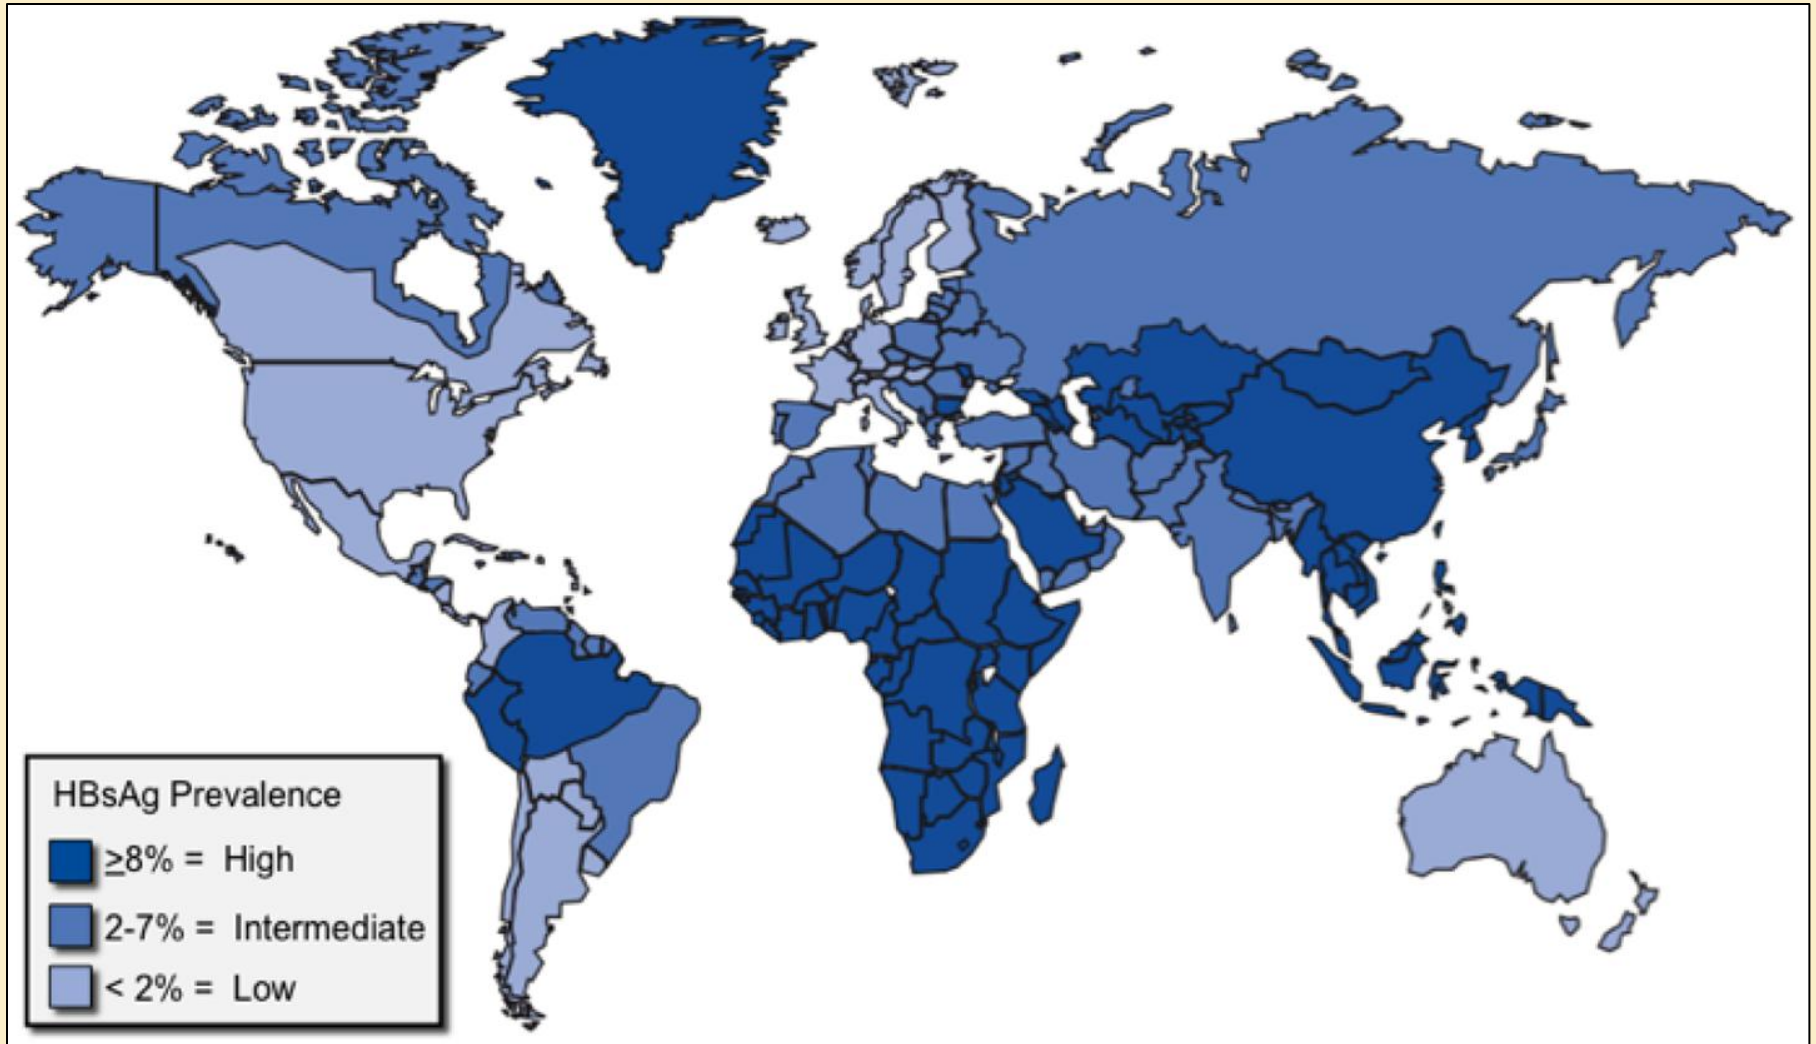 HBsAg Prevalence
≥8% = High
2-7% = Intermediate
< 2% = Low